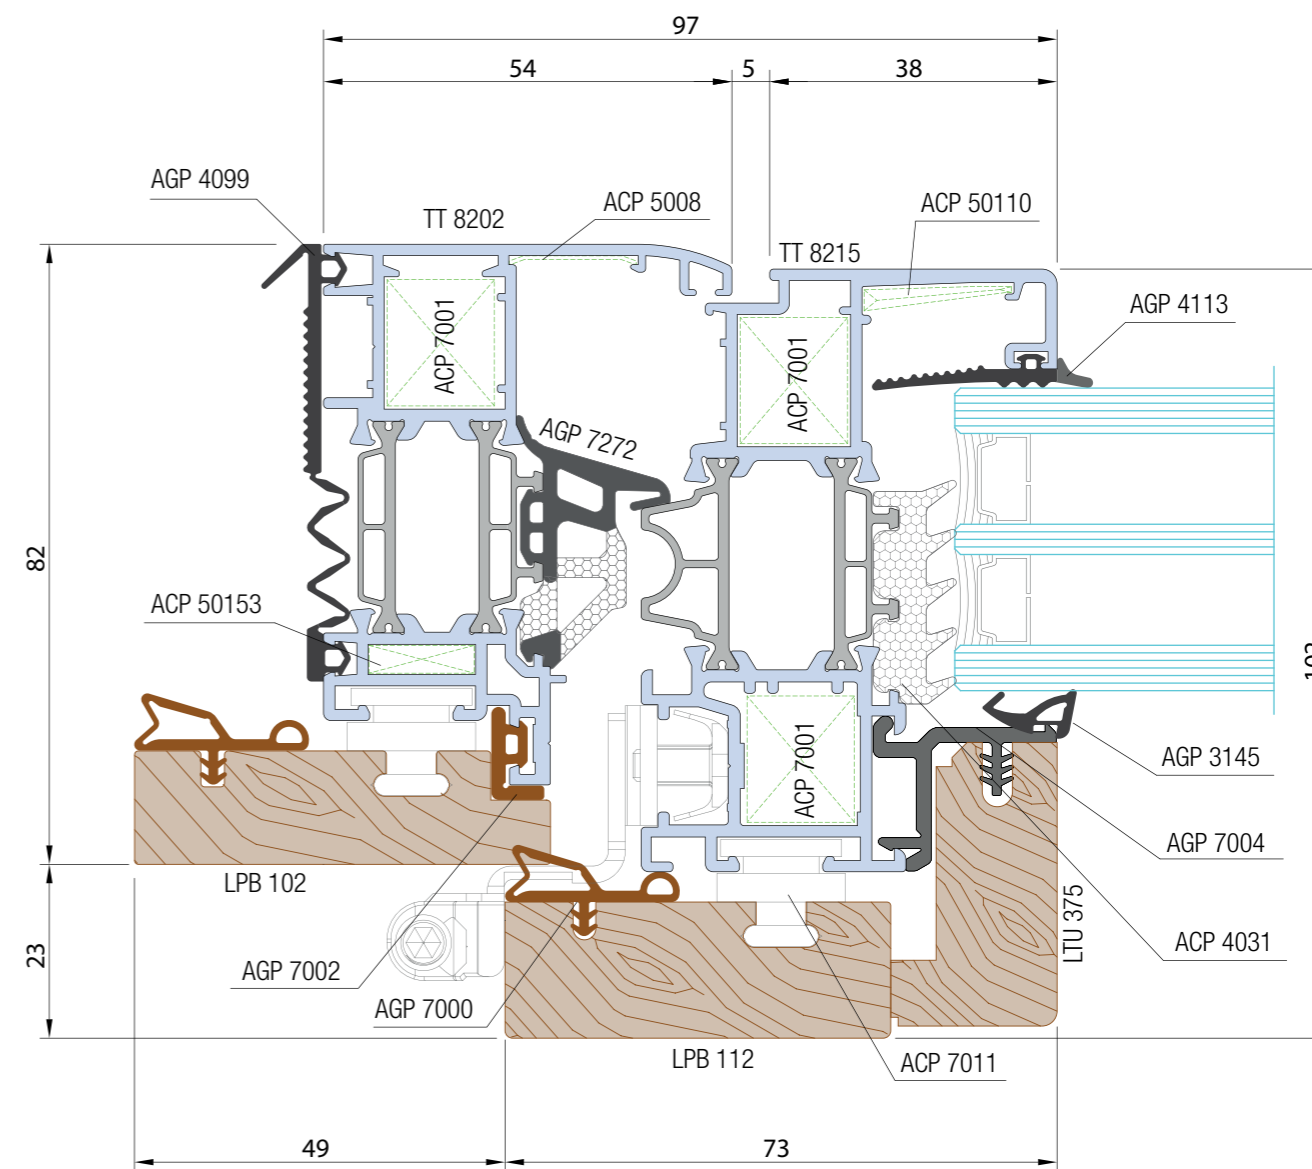 97
54
5
38
AGP 4099
TT 8202
ACP 5008
ACP 50110
TT 8215
AGP 4113
ACP 7001
ACP 7001
AGP 7272
82
ACP 50153
ACP 7001
AGP 3145
AGP 7004
LPB 102
LTU 375
23
AGP 7002
ACP 4031
AGP 7000
LPB 112
ACP 7011
49
73